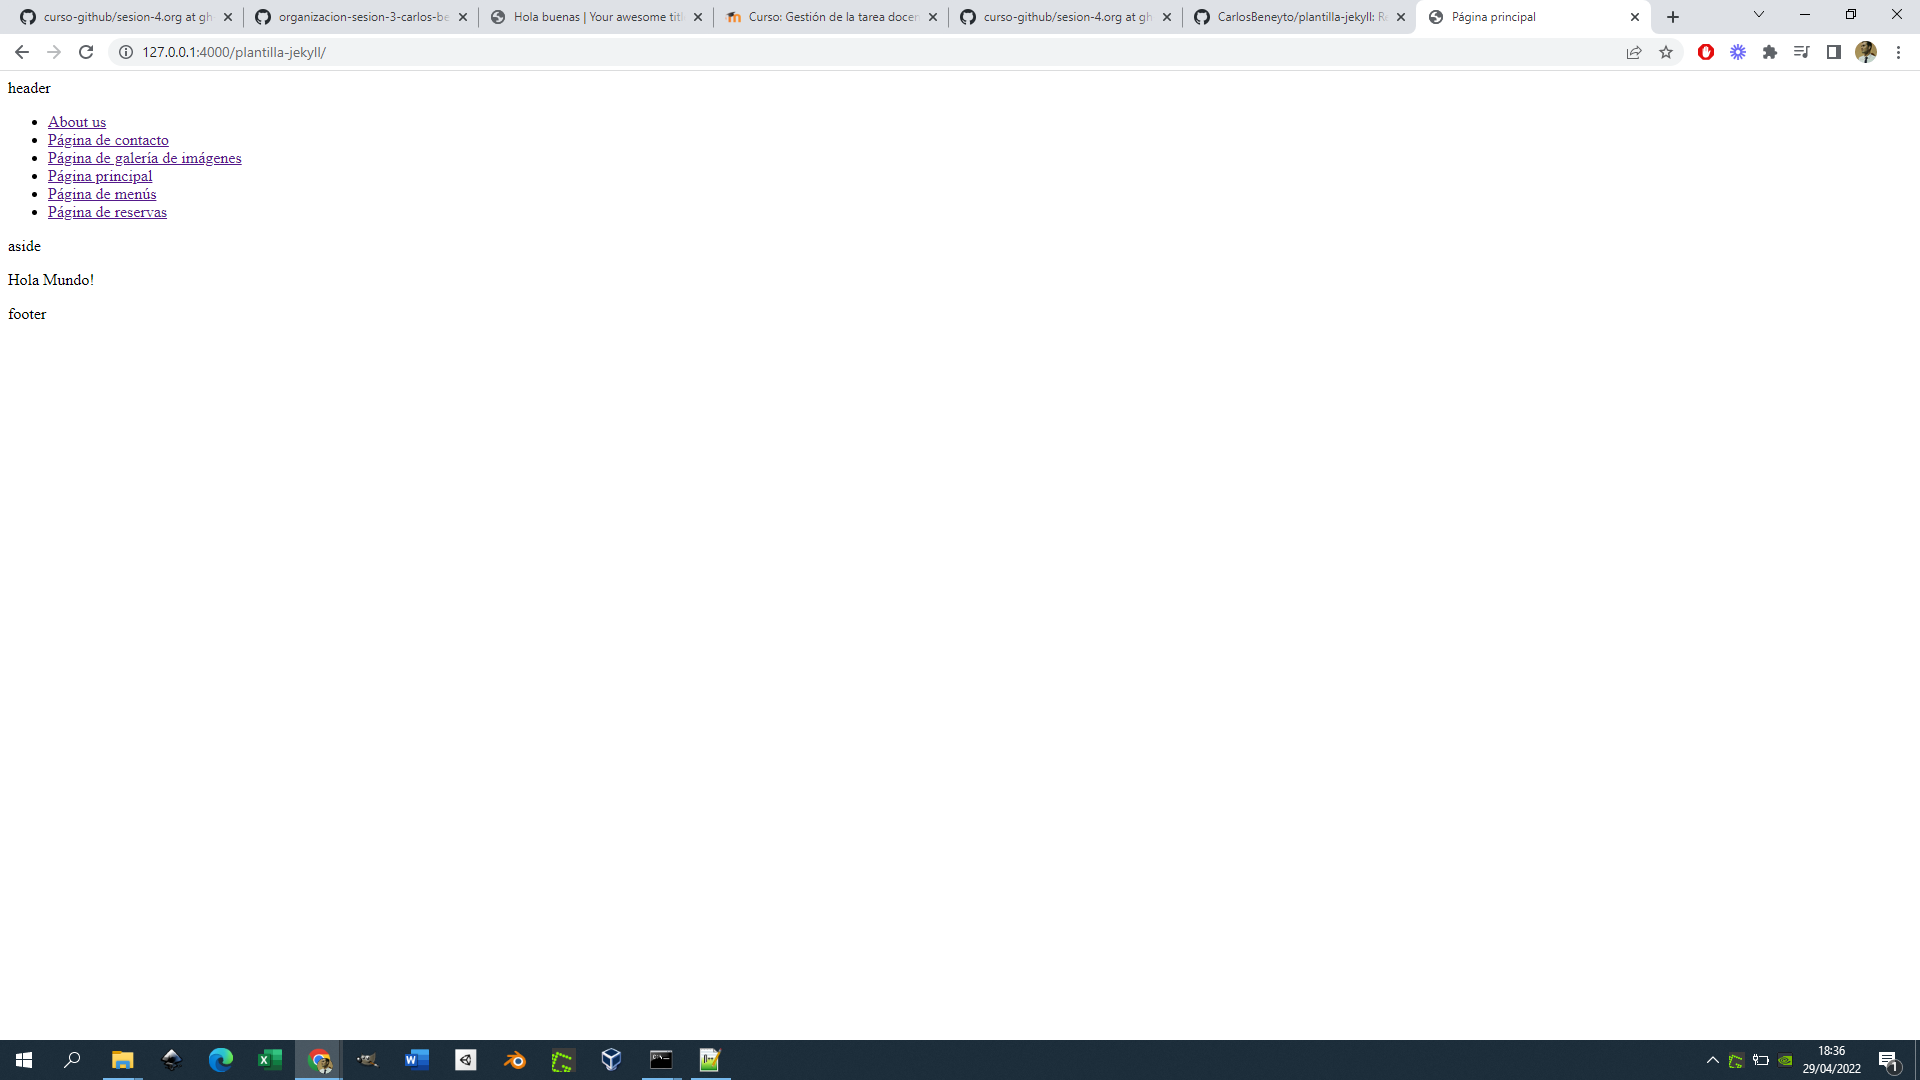 curso-github/sesion-4.org at gh
organizacion-sesion-3-carlos-be
Hola buenas | Your awesome titl
Curso: Gestión de la tarea docen
curso-github/sesion-4.org at gh
CarlosBeneyto/plantilla-jekyll: Ra
Página principal
127.0.0.1:4000/plantilla-jekyll/
header
About us
Página de contacto
Página de galería de imágenes
Página principal
Página de menús
Página de reservas
aside
Hola Mundo!
footer
18:36
29/04/2022
1